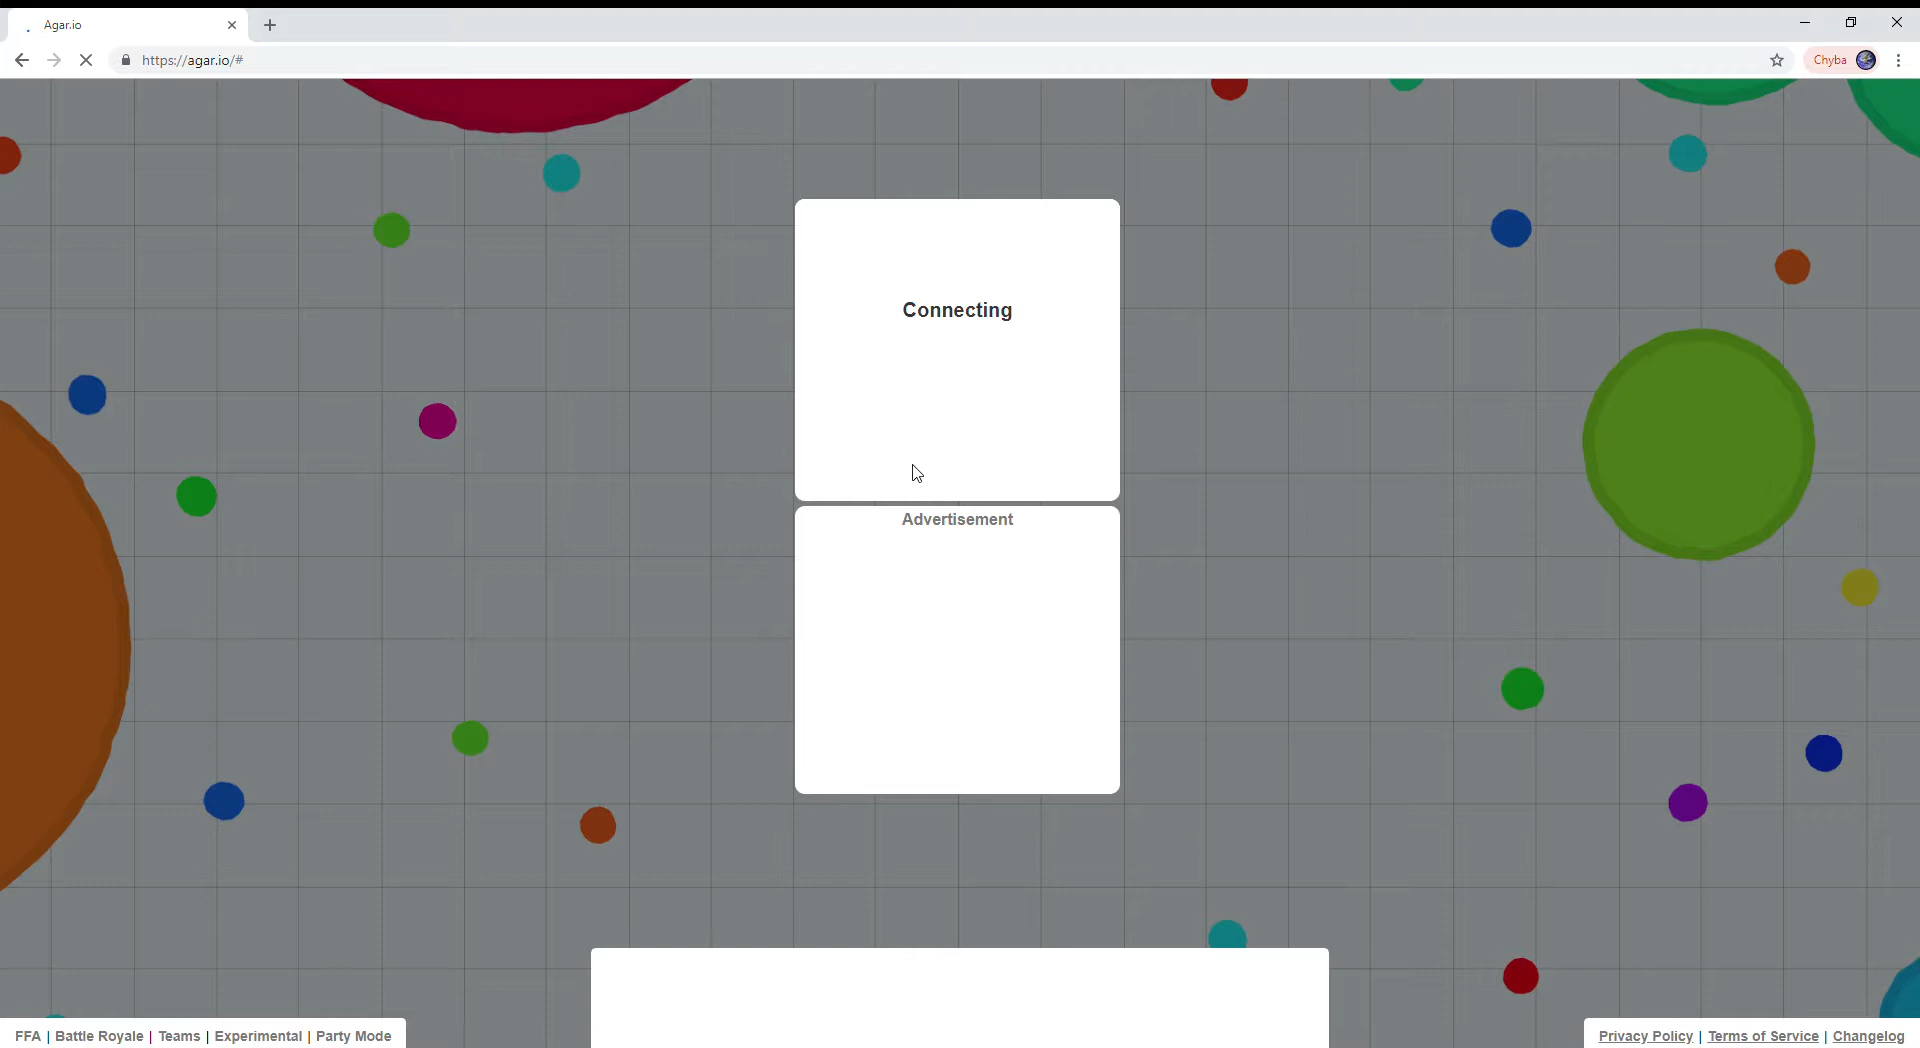 Agar.io
https://agar.io/#
Chyba
Connecting
Advertisement
FFA | Battle Royale | Teams | Experimental | Party Mode
Privacy Policy | Terms of Service | Changelog